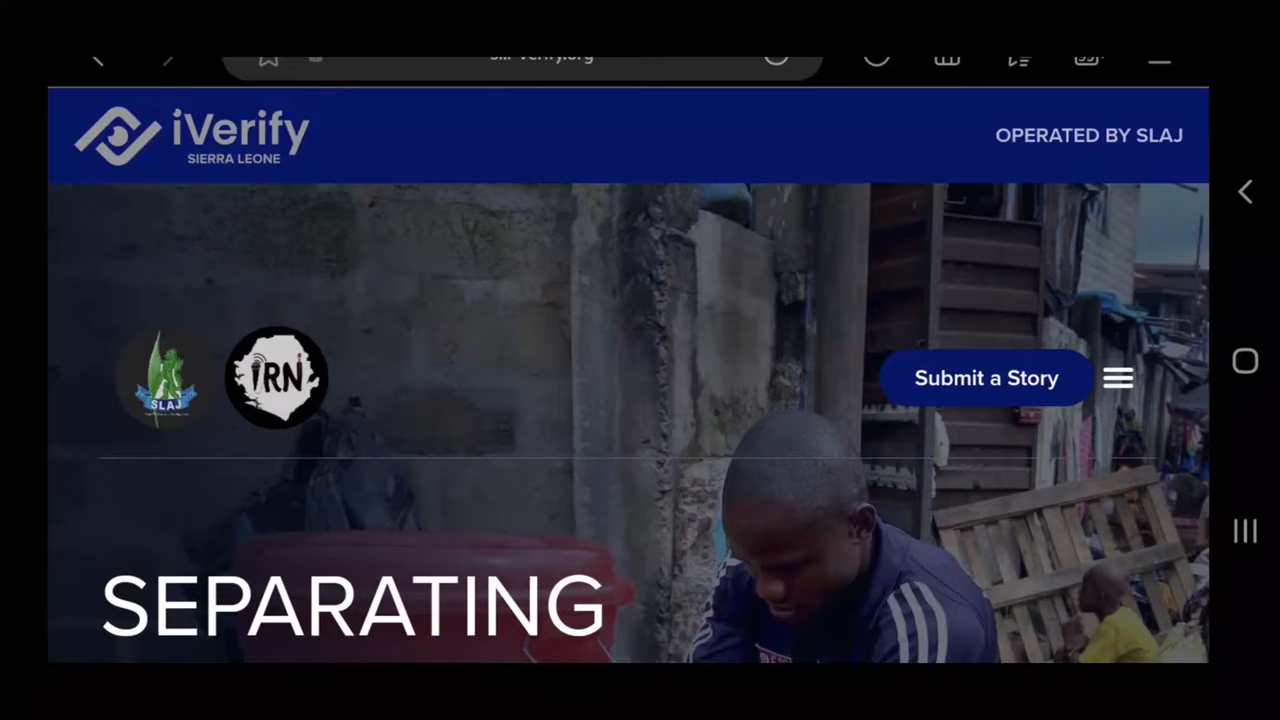 iVerify
SIERRA LEONE
OPERATED BY SLAJ
SLAJ
IRN
Submit a Story
SEPARATING